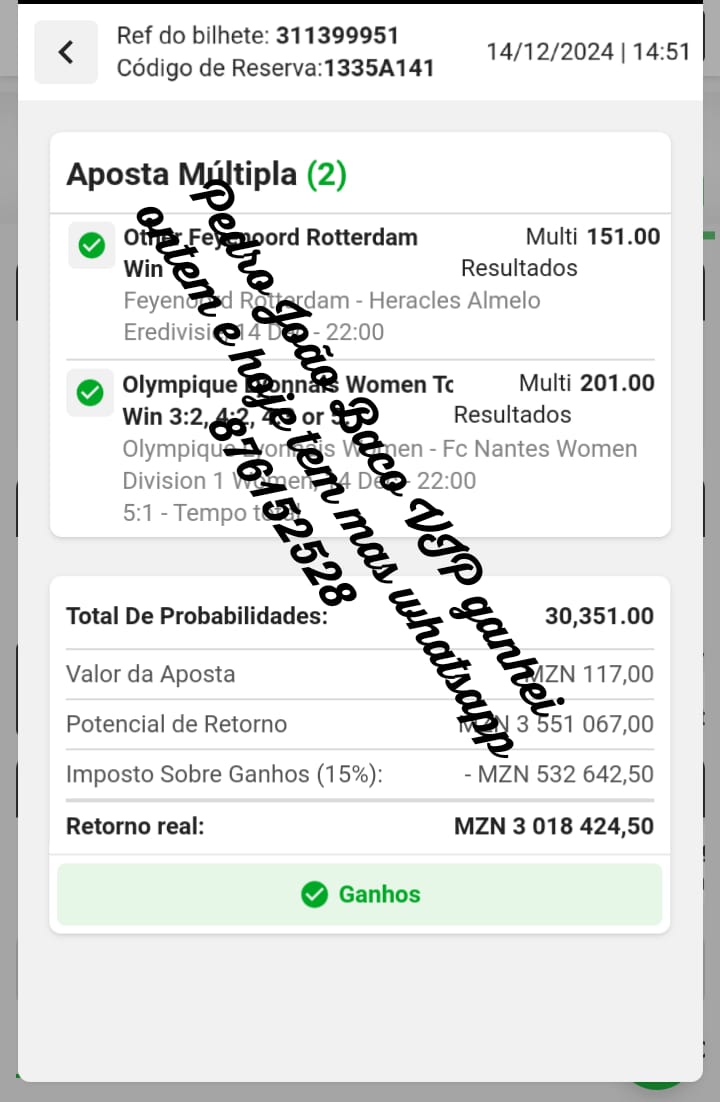 Ref do bilhete: 311399951
Código de Reserva:1335A141
14/12/2024 | 14:51
Aposta Múltipla (2)
Other Feyenoord Rotterdam Win
Multi Resultados 151.00
Feyenoord Rotterdam - Heracles Almelo
Eredivisie 14 Dec - 22:00
Olympique Lyonnais Women To
Win 3:2, 4:2, 4:3 or
Multi Resultados 201.00
Olympique Lyonnais Women - Fc Nantes Women
Division 1 Women, 14 Dec - 22:00
5:1 - Tempo total
Total De Probabilidades: 30,351.00
Valor da Aposta MZN 117,00
Potencial de Retorno MZN 3 551 067,00
Imposto Sobre Ganhos (15%): - MZN 532 642,50
Retorno real: MZN 3 018 424,50
Ganhos
Pedro João Baco VIP ganhei
ontem e hoje tem mas whatsapp
876152528